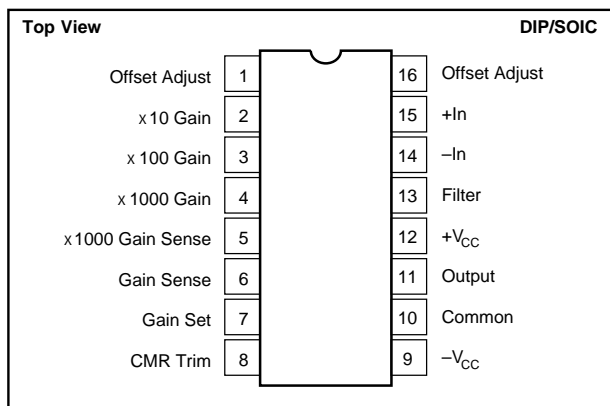 Top View DIP/SOIC
Offset Adjust 1 16 Offset Adjust
x10 Gain 2 15 +In
x100 Gain 3 14 –In
x1000 Gain 4 13 Filter
x1000 Gain Sense 5 12 +VCC
Gain Sense 6 11 Output
Gain Set 7 10 Common
CMR Trim 8 9 –VCC